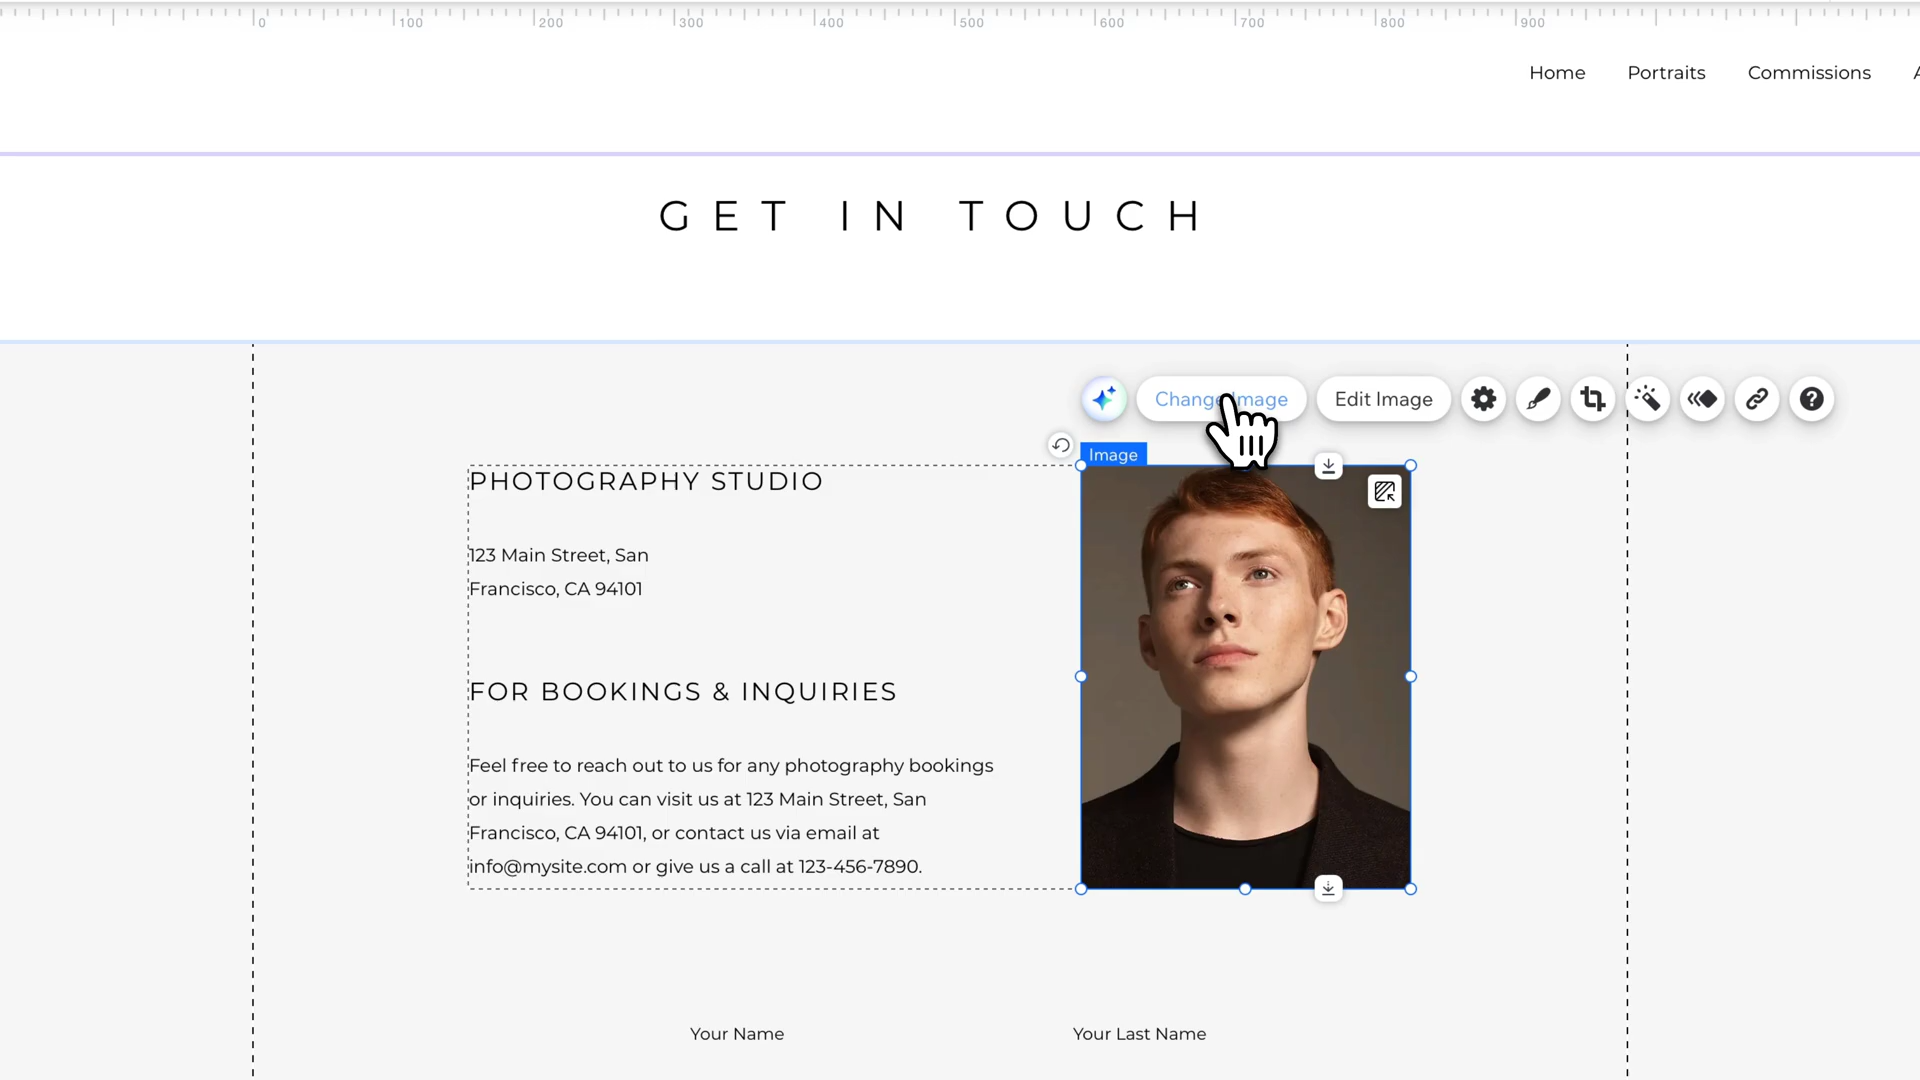 0 100 200 300 400 500 600 700 800 900
Home Portraits Commissions A
GET IN TOUCH
Change Image Edit Image
Image
PHOTOGRAPHY STUDIO
123 Main Street, San
Francisco, CA 94101
FOR BOOKINGS & INQUIRIES
Feel free to reach out to us for any photography bookings
or inquiries. You can visit us at 123 Main Street, San
Francisco, CA 94101, or contact us via email at
info@mysite.com or give us a call at 123-456-7890.
Your Name Your Last Name